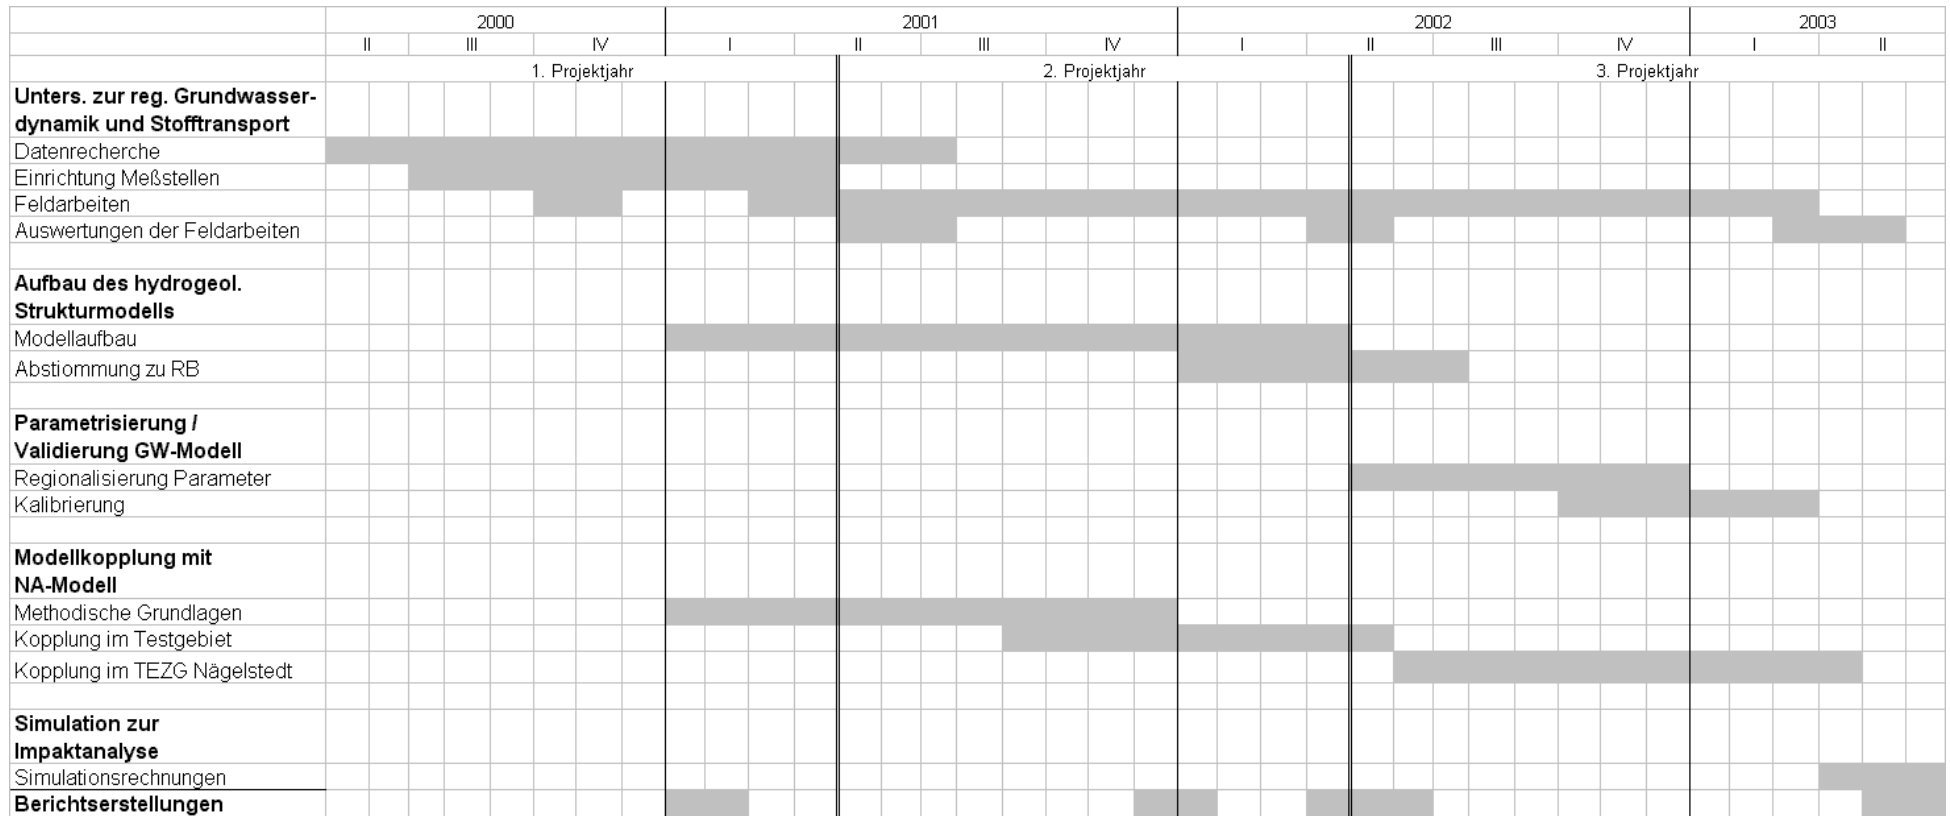 2000 2001 2002 2003
II III IV I II III IV I II III IV I II
1. Projektjahr 2. Projektjahr 3. Projektjahr
Unters. zur reg. Grundwasser-
dynamik und Stofftransport
Datenrecherche
Einrichtung Meßstellen
Feldarbeiten
Auswertungen der Feldarbeiten
Aufbau des hydrogeol.
Strukturmodells
Modellaufbau
Abstiommung zu RB
Parametrisierung /
Validierung GW-Modell
Regionalisierung Parameter
Kalibrierung
Modellkopplung mit
NA-Modell
Methodische Grundlagen
Kopplung im Testgebiet
Kopplung im TEZG Nägelstedt
Simulation zur
Impaktanalyse
Simulationsrechnungen
Berichtserstellungen